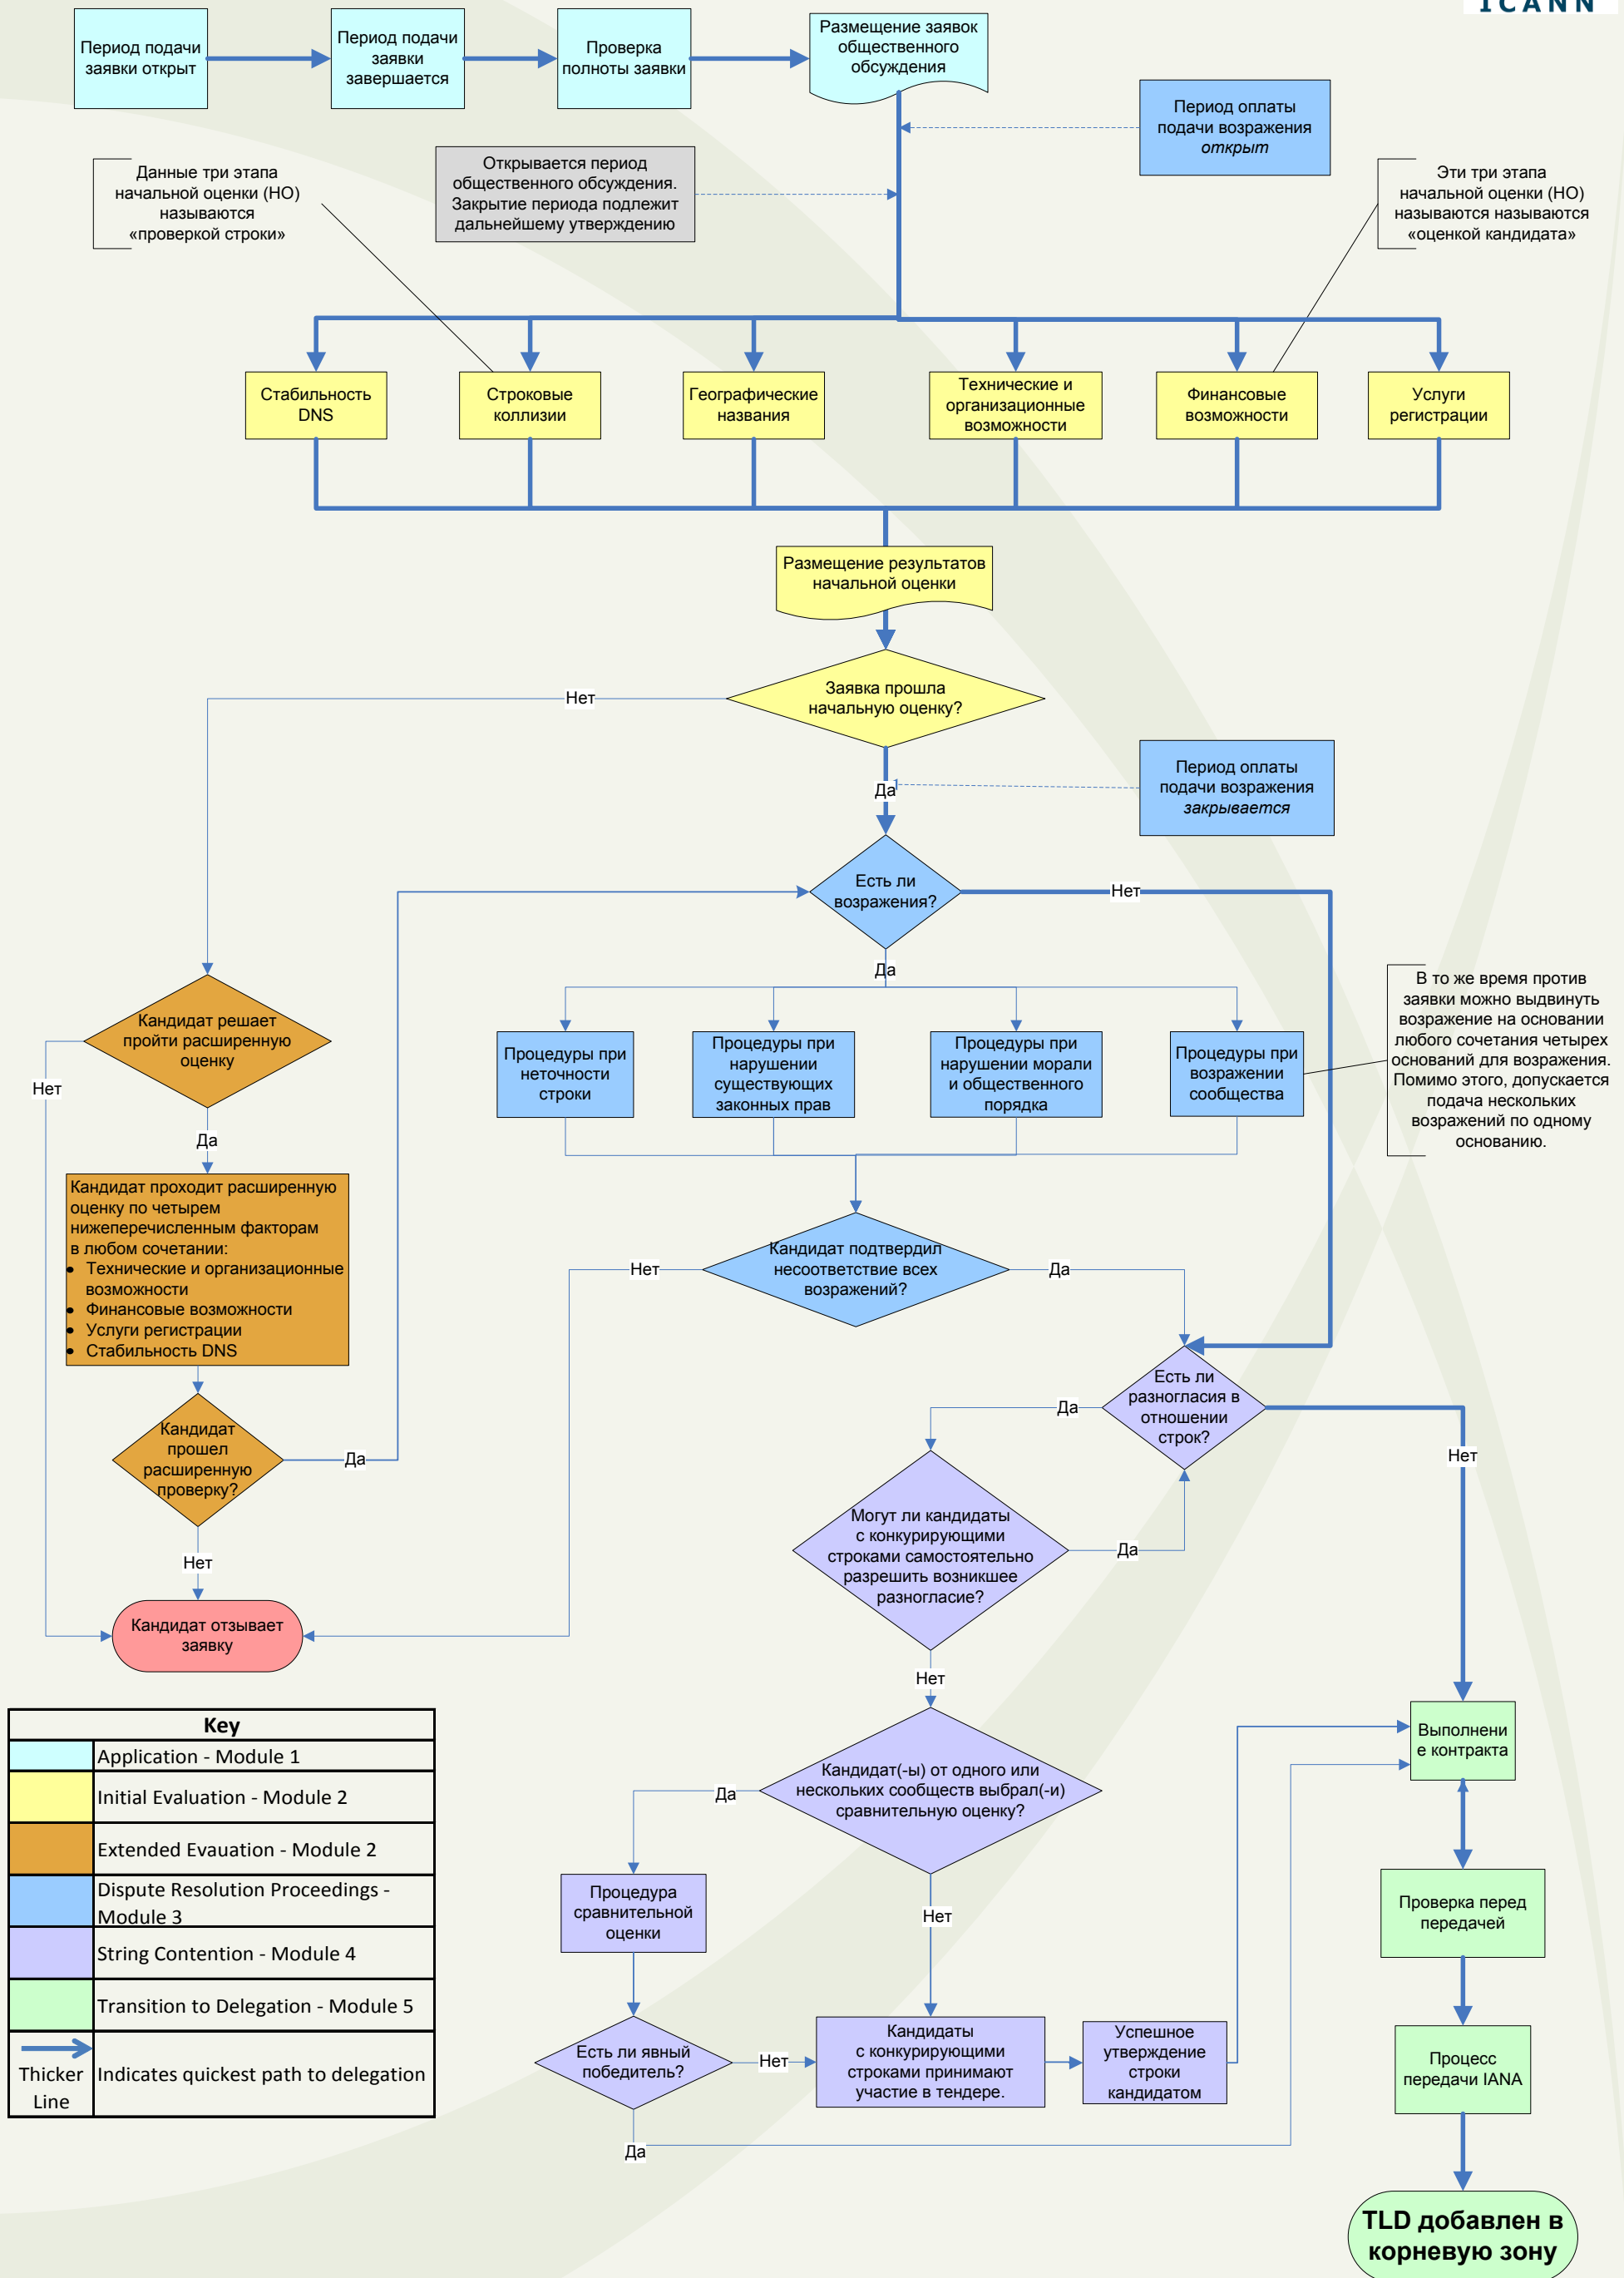 ICANN
Период подачи
заявки открыт
Период подачи
заявки
завершается
Проверка
полноты заявки
Размещение заявок
общественного
обсуждения
Период оплаты
подачи возражения
открыт
Данные три этапа
начальной оценки (НО)
называются
«проверкой строки»
Открывается период
общественного обсуждения.
Закрытие периода подлежит
дальнейшему утверждению
Эти три этапа
начальной оценки (НО)
называются называются
«оценкой кандидата»
Стабильность
DNS
Строковые
коллизии
Географические
названия
Технические и
организационные
возможности
Финансовые
возможности
Услуги
регистрации
Размещение результатов
начальной оценки
Заявка прошла
начальную оценку?
Нет
Да
Период оплаты
подачи возражения
закрывается
Есть ли
возражения?
Нет
Да
Кандидат решает
пройти расширенную
оценку
Нет
Да
Процедуры при
неточности
строки
Процедуры при
нарушении
существующих
законных прав
Процедуры при
нарушении морали
и общественного
порядка
Процедуры при
возражении
сообщества
В то же время против
заявки можно выдвинуть
возражение на основании
любого сочетания четырех
оснований для возражения.
Помимо этого, допускается
подача нескольких
возражений по одному
основанию.
Кандидат проходит расширенную
оценку по четырем
нижеперечисленным факторам
в любом сочетании:
• Технические и организационные
возможности
• Финансовые возможности
• Услуги регистрации
• Стабильность DNS
Кандидат подтвердил
несоответствие всех
возражений?
Нет
Да
Кандидат
прошел
расширенную
проверку?
Да
Нет
Есть ли
разногласия в
отношении
строк?
Да
Нет
Могут ли кандидаты
с конкурирующими
строками самостоятельно
разрешить возникшее
разногласие?
Да
Нет
Кандидат отзывает
заявку
Key
Application - Module 1
Initial Evaluation - Module 2
Extended Evauation - Module 2
Dispute Resolution Proceedings -
Module 3
String Contention - Module 4
Transition to Delegation - Module 5
Thicker
Line
Indicates quickest path to delegation
Кандидат(-ы) от одного или
нескольких сообществ выбрал(-и)
сравнительную оценку?
Да
Нет
Процедура
сравнительной
оценки
Есть ли явный
победитель?
Нет
Да
Кандидаты
с конкурирующими
строками принимают
участие в тендере.
Успешное
утверждение
строки
кандидатом
Выполнени
е контракта
Проверка перед
передачей
Процесс
передачи IANA
TLD добавлен в
корневую зону